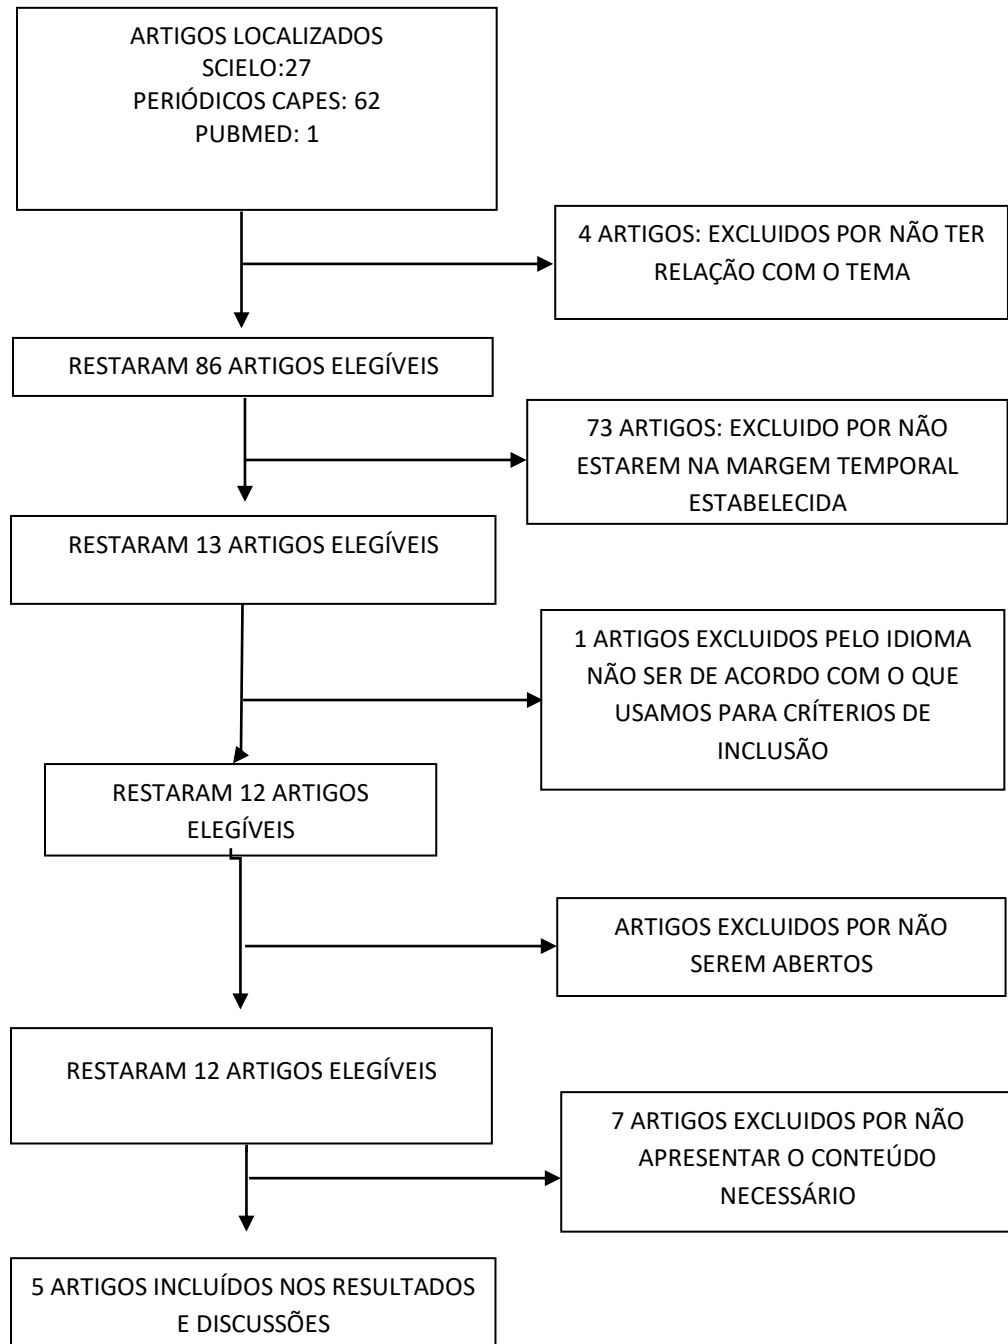 ARTIGOS LOCALIZADOS
SCIELO:27
PERIÓDICOS CAPES: 62
PUBMED: 1
4 ARTIGOS: EXCLUIDOS POR NÃO TER
RELAÇÃO COM O TEMA
RESTARAM 86 ARTIGOS ELEGÍVEIS
73 ARTIGOS: EXCLUIDO POR NÃO
ESTAREM NA MARGEM TEMPORAL
ESTABELECIDA
RESTARAM 13 ARTIGOS ELEGÍVEIS
1 ARTIGOS EXCLUIDOS PELO IDIOMA
NÃO SER DE ACORDO COM O QUE
USAMOS PARA CRÍTERIOS DE
INCLUSÃO
RESTARAM 12 ARTIGOS
ELEGÍVEIS
ARTIGOS EXCLUIDOS POR NÃO
SEREM ABERTOS
RESTARAM 12 ARTIGOS ELEGÍVEIS
7 ARTIGOS EXCLUIDOS POR NÃO
APRESENTAR O CONTEÚDO
NECESSÁRIO
5 ARTIGOS INCLUÍDOS NOS RESULTADOS
E DISCUSSÕES